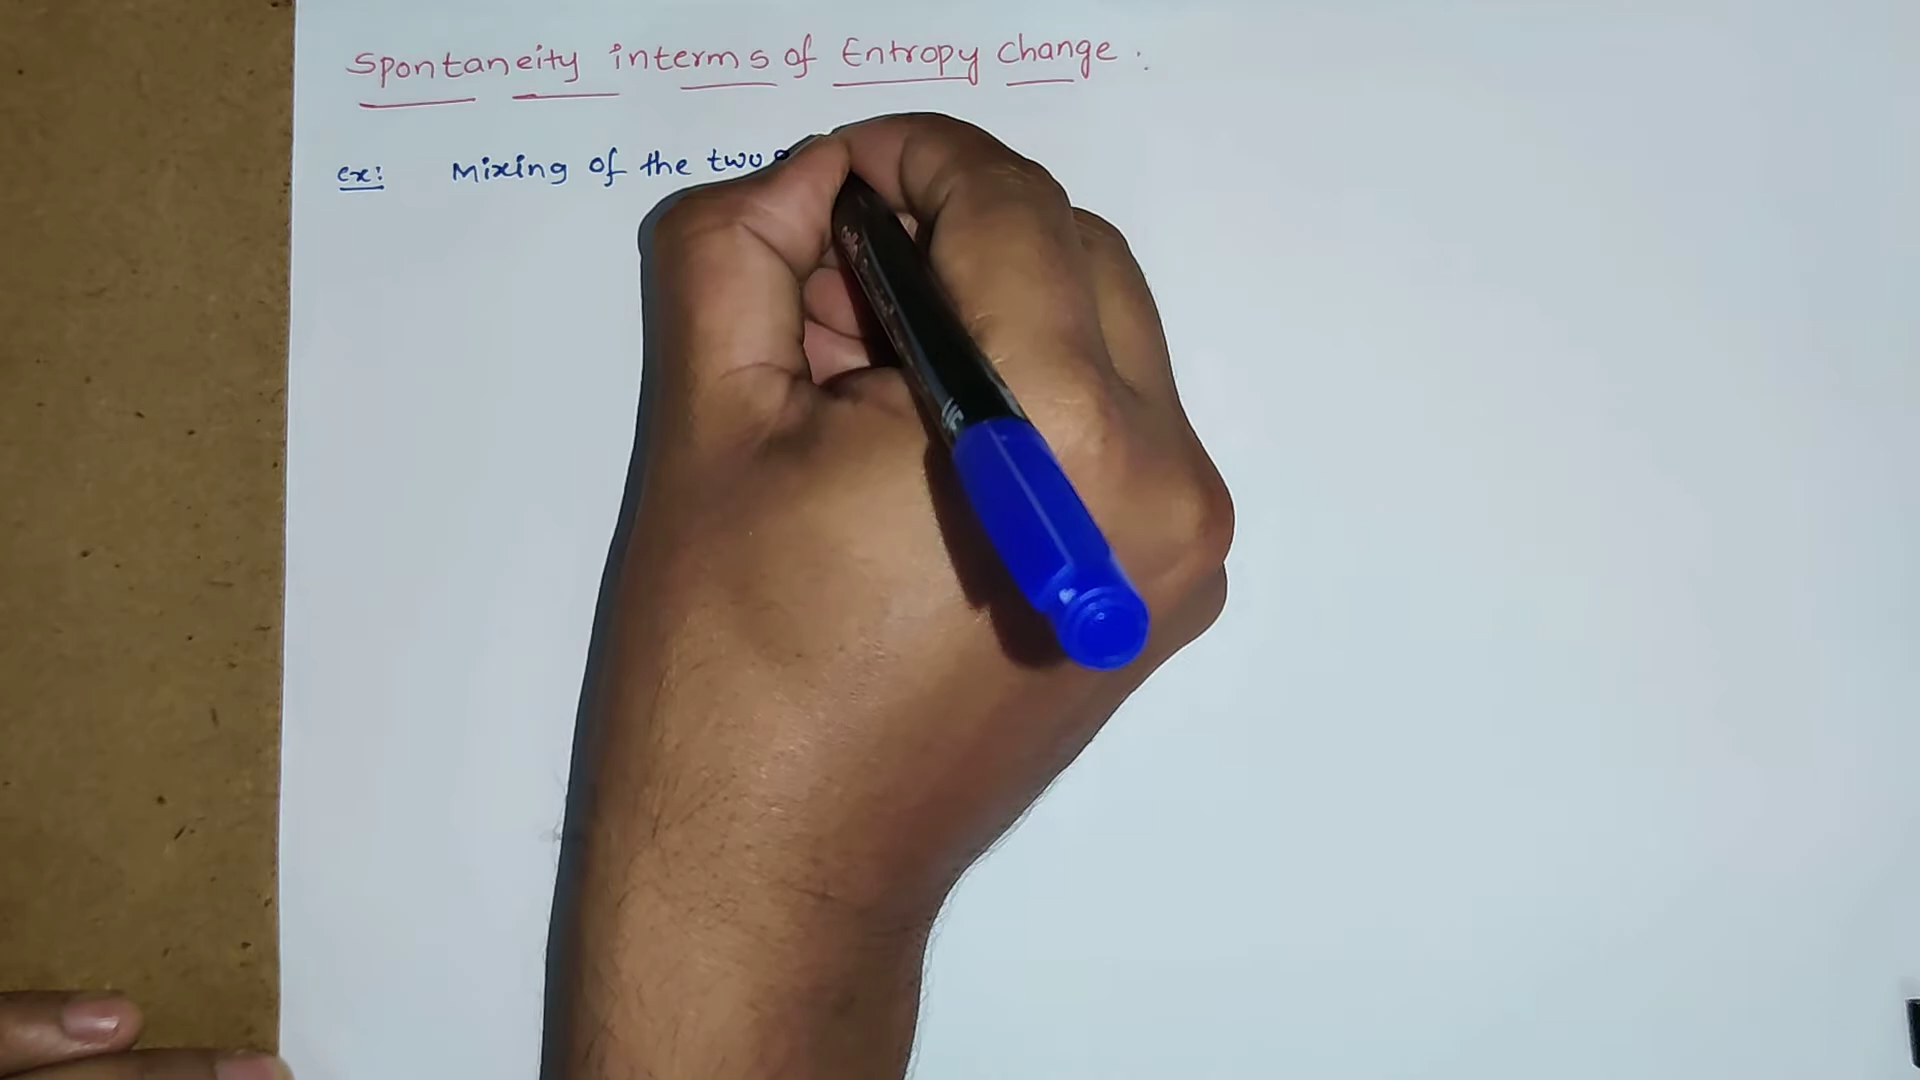 Spontaneity interms of Entropy change.
ex: Mixing of the two